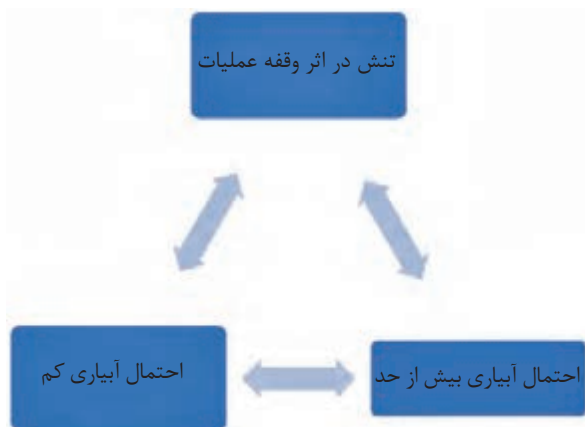 تنش در اثر وقفه عملیات
احتمال آبیاری بیش از حد
احتمال آبیاری کم